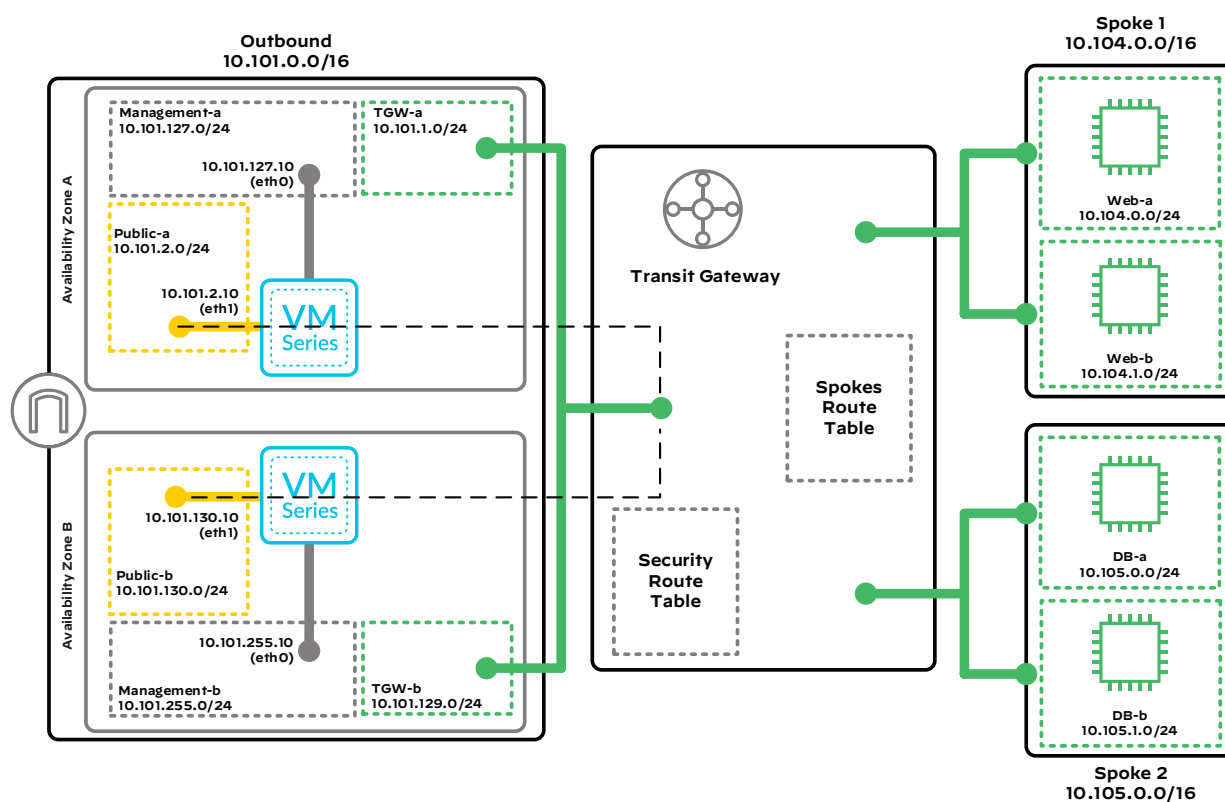 Outbound
10.101.0.0/16
Availability Zone A
Management-a
10.101.127.0/24
10.101.127.10
(eth0)
TGW-a
10.101.1.0/24
Public-a
10.101.2.0/24
10.101.2.10
(eth1)
VM
Series
Availability Zone B
VM
Series
10.101.130.10
(eth1)
Public-b
10.101.130.0/24
10.101.255.10
(eth0)
Management-b
10.101.255.0/24
TGW-b
10.101.129.0/24
Transit Gateway
Spokes
Route
Table
Security
Route
Table
Spoke 1
10.104.0.0/16
Web-a
10.104.0.0/24
Web-b
10.104.1.0/24
DB-a
10.105.0.0/24
DB-b
10.105.1.0/24
Spoke 2
10.105.0.0/16